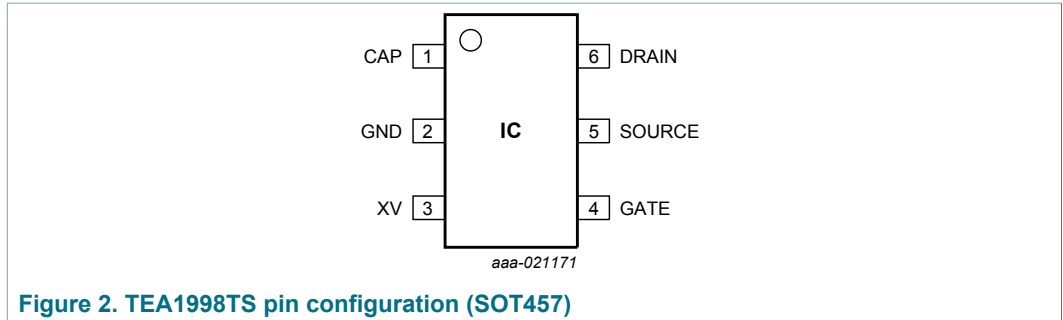 CAP 1 6 DRAIN
GND 2 IC 5 SOURCE
XV 3 4 GATE
aaa-021171
Figure 2. TEA1998TS pin configuration (SOT457)